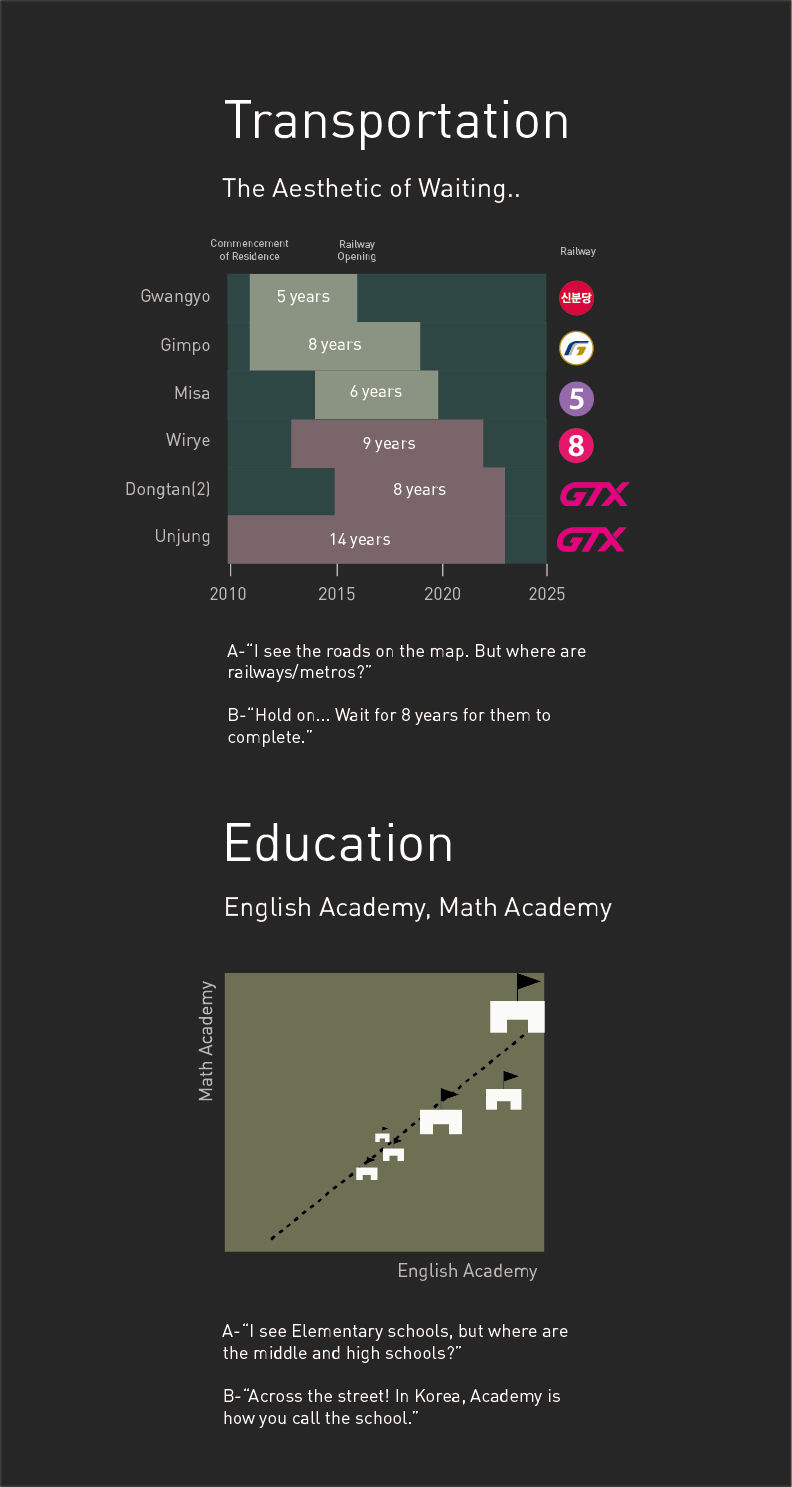 Transportation
The Aesthetic of Waiting..
Commencement
of Residence
Railway
Opening
Railway
Gwangyo
5 years
신분당
Gimpo
8 years
Misa
6 years
5
Wirye
9 years
8
Dongtan(2)
8 years
GTX
Unjung
14 years
GTX
2010
2015
2020
2025
A-“I see the roads on the map. But where are
railways/metros?”
B-“Hold on... Wait for 8 years for them to
complete.”
Education
English Academy, Math Academy
Math Academy
English Academy
A-“I see Elementary schools, but where are
the middle and high schools?”
B-“Across the street! In Korea, Academy is
how you call the school.”